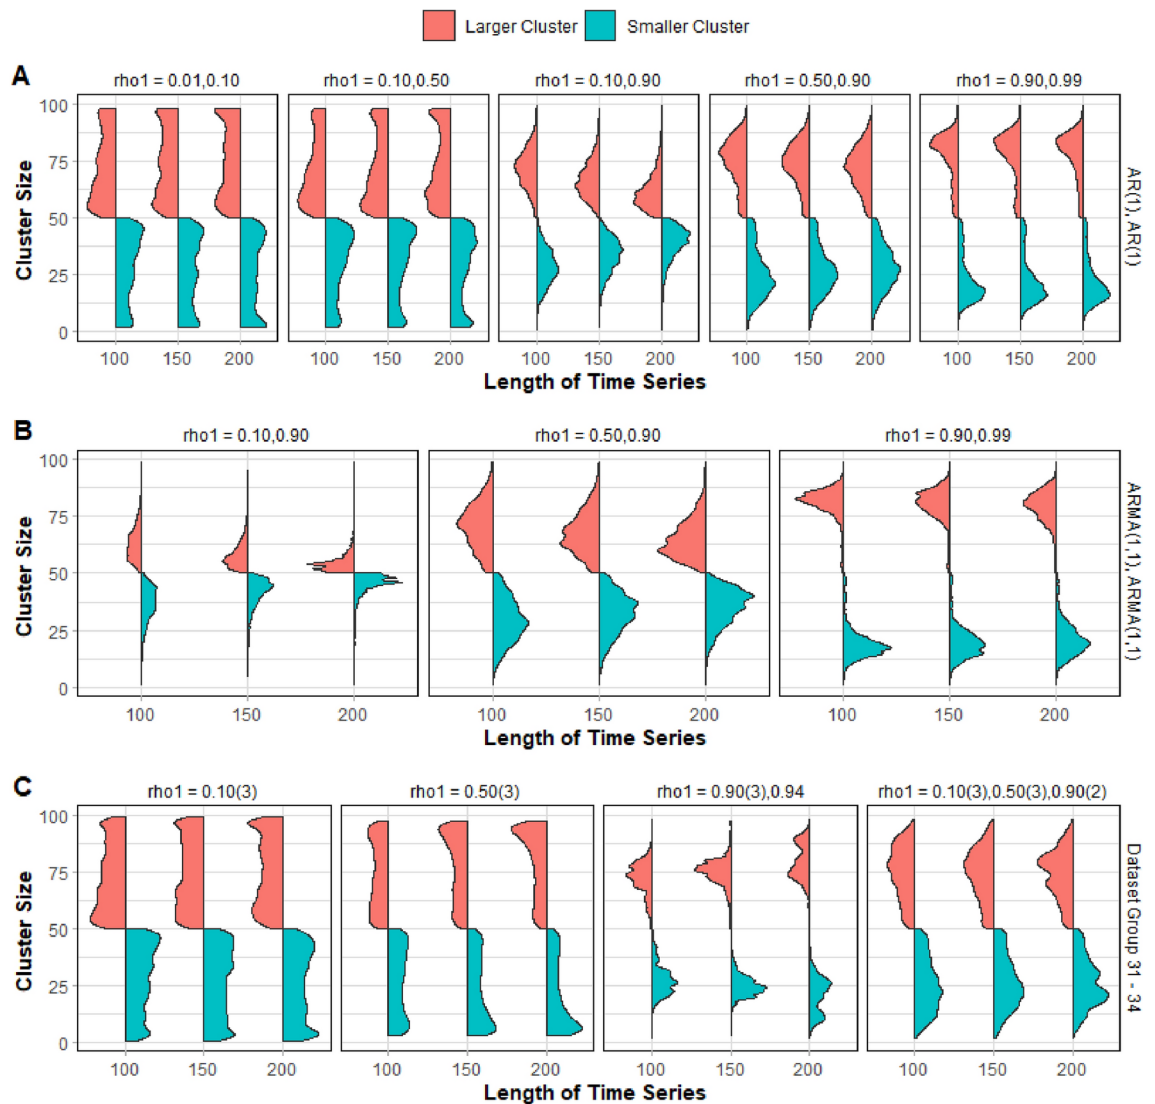 Larger Cluster Smaller Cluster
A
rho1 = 0.01,0.10 rho1 = 0.10,0.50 rho1 = 0.10,0.90 rho1 = 0.50,0.90 rho1 = 0.90,0.99
Cluster Size
100
75
50
25
0
AR(1), AR(1)
100 150 200 100 150 200 100 150 200 100 150 200 100 150 200
Length of Time Series
B
rho1 = 0.10,0.90 rho1 = 0.50,0.90 rho1 = 0.90,0.99
Cluster Size
100
75
50
25
0
ARMA(1,1), ARMA(1,1)
100 150 200 100 150 200 100 150 200
Length of Time Series
C
rho1 = 0.10(3) rho1 = 0.50(3) rho1 = 0.90(3),0.94 rho1 = 0.10(3),0.50(3),0.90(2)
Cluster Size
100
75
50
25
0
Dataset Group 31 - 34
100 150 200 100 150 200 100 150 200 100 150 200
Length of Time Series